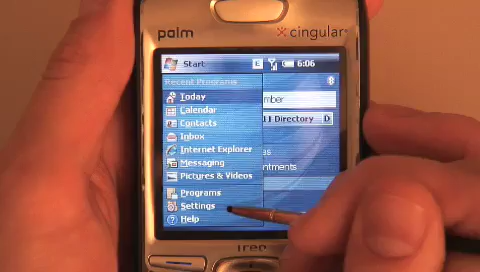 palm
cingular
Start
E
6:06
Recent Programs
Today
Calendar
mber
Contacts
11 Directory D
Inbox
Internet Explorer
as
Messaging
ntments
Pictures & Videos
Programs
Settings
Help
Treo